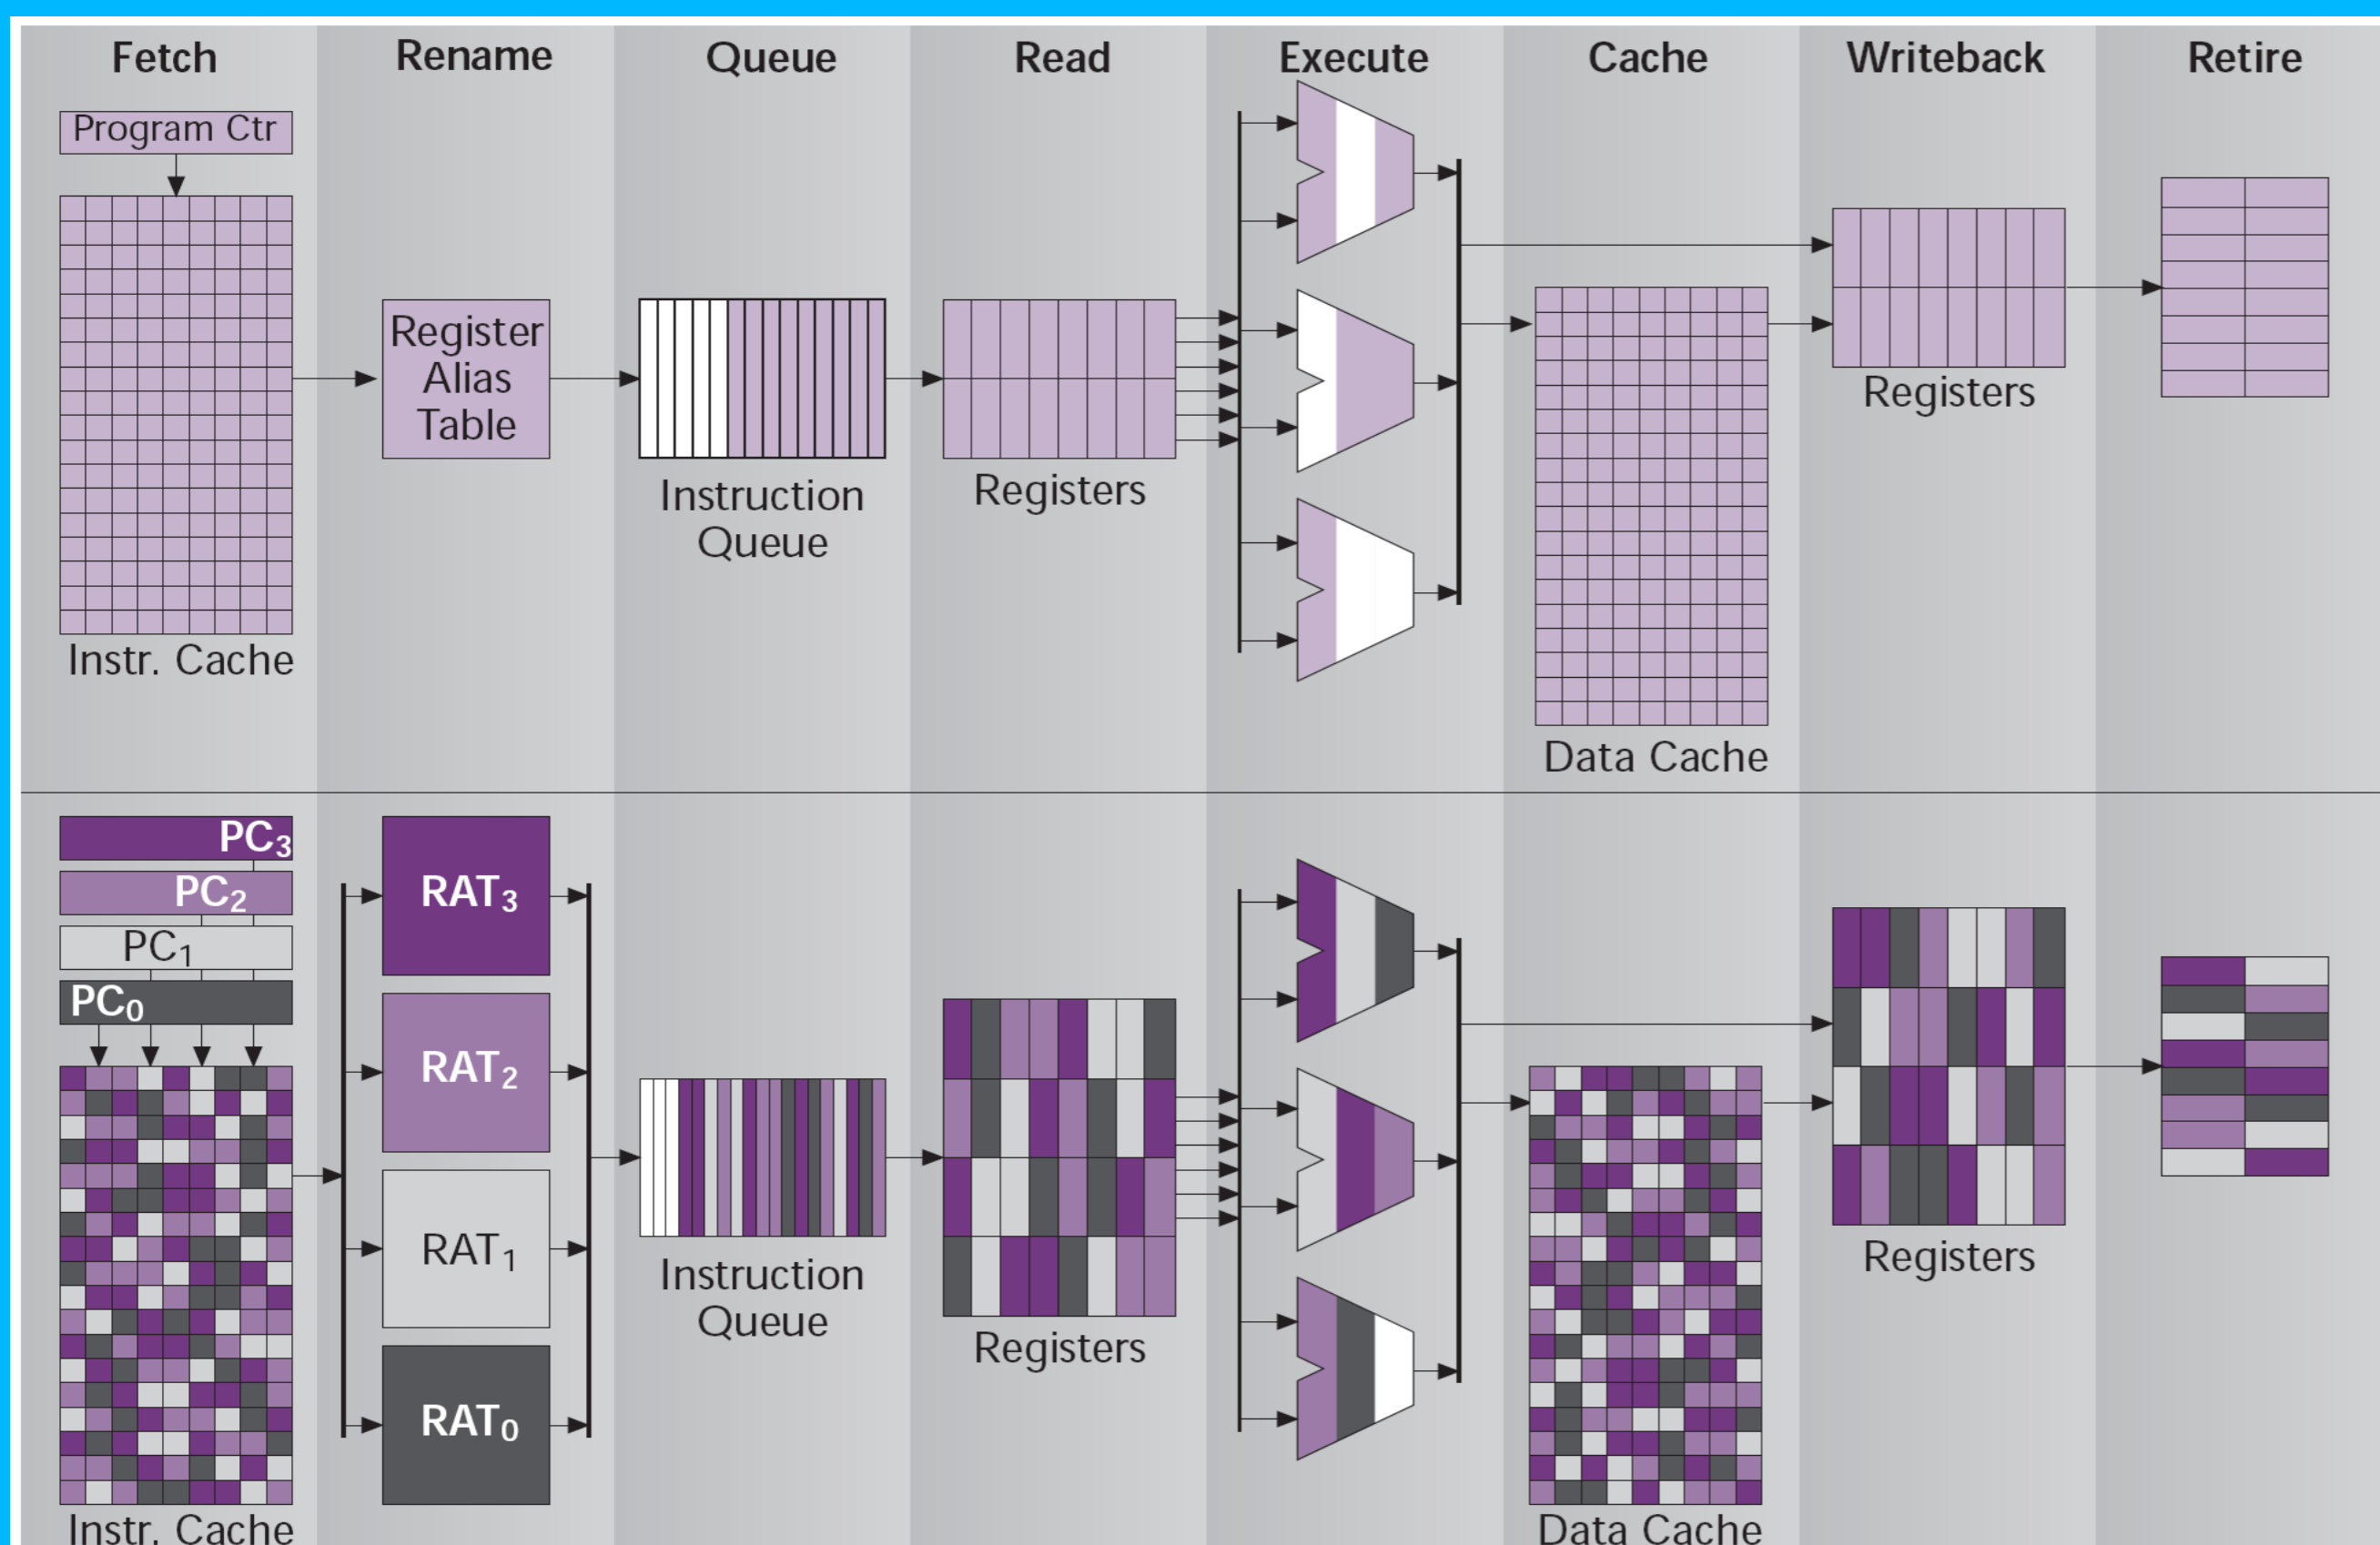 Fetch
Rename
Queue
Read
Execute
Cache
Writeback
Retire
Program Ctr
Instr. Cache
Register
Alias
Table
Instruction
Queue
Registers
Data Cache
Registers
PC3
PC2
PC1
PC0
Instr. Cache
RAT3
RAT2
RAT1
RAT0
Instruction
Queue
Registers
Data Cache
Registers